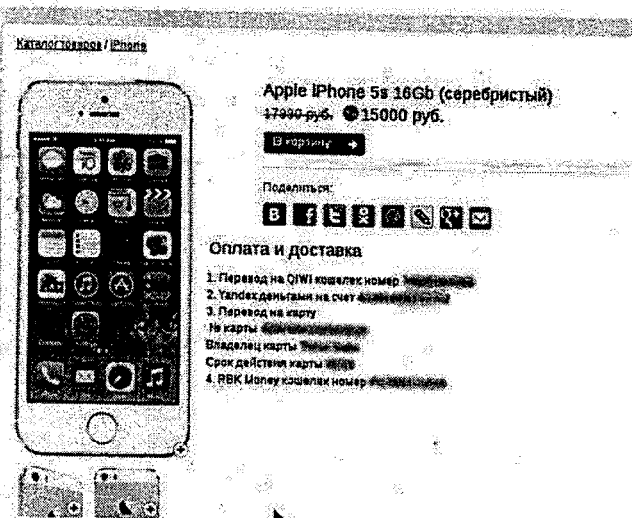 Каталог товаров / iPhone
Apple iPhone 5s 16Gb (серебристый)
17990 руб. 15000 руб.
В корзину
Поделиться:
Оплата и доставка
1. Перевод на QIWI кошелек номер
2. Yandex деньгами на счет
3. Перевод на карту
№ карты
Владелец карты
Срок действия карты
4. RBK Money кошелек номер